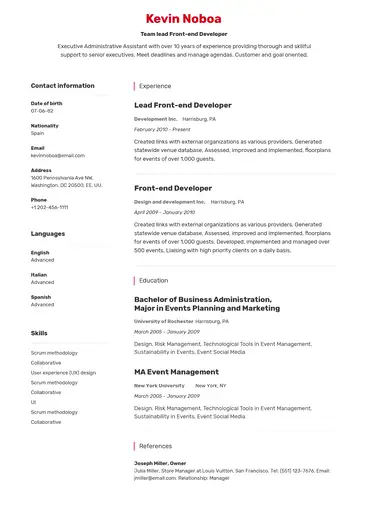 Kevin Noboa
Team lead Front-end Developer
Executive Administrative Assistant with over 10 years of experience providing thorough and skillful
support to senior executives. Meet deadlines and manage agendas. Customer and goal oriented.
Contact information
Date of birth
07-06-82
Nationality
Spain
Email
kevinnoboa@email.com
Address
1600 Pennsylvania Ave NW,
Washington, DC 20500, EE. UU.
Phone
+1 202-456-1111
Languages
English
Advanced
Italian
Advanced
Spanish
Advanced
Skills
Scrum methodology
Collaborative
User experience (UX) design
Scrum methodology
Collaborative
UI
Scrum methodology
Collaborative
Experience
Lead Front-end Developer
Development Inc. Harrisburg, PA
February 2010 - Present
Created links with external organizations as various providers. Generated
statewide venue database, Assessed, improved and implemented, floorplans
for events of over 1,000 guests.
Front-end Developer
Design and development Inc. Harrisburg, PA
April 2009 - January 2010
Created links with external organizations as various providers. Generated
statewide venue database, Assessed, improved and implemented, floorplans
for events of over 1,000 guests. Developed, implemented and managed over
500 events. Liaising with high priority clients on a daily basis.
Education
Bachelor of Business Administration,
Major in Events Planning and Marketing
University of Rochester Harrisburg, PA
March 2005 - January 2009
Design, Risk Management, Technological Tools in Event Management,
Sustainability in Events, Event Social Media
MA Event Management
New York University New York, NY
March 2005 - January 2009
Design, Risk Management, Technological Tools in Event Management,
Sustainability in Events, Event Social Media
References
Joseph Miller, Owner
Julia Miller, Store Manager at Louis Vuitton, San Francisco, Tel: (551) 123-7676, Email:
jmiller@email.com. Relationship: Manager